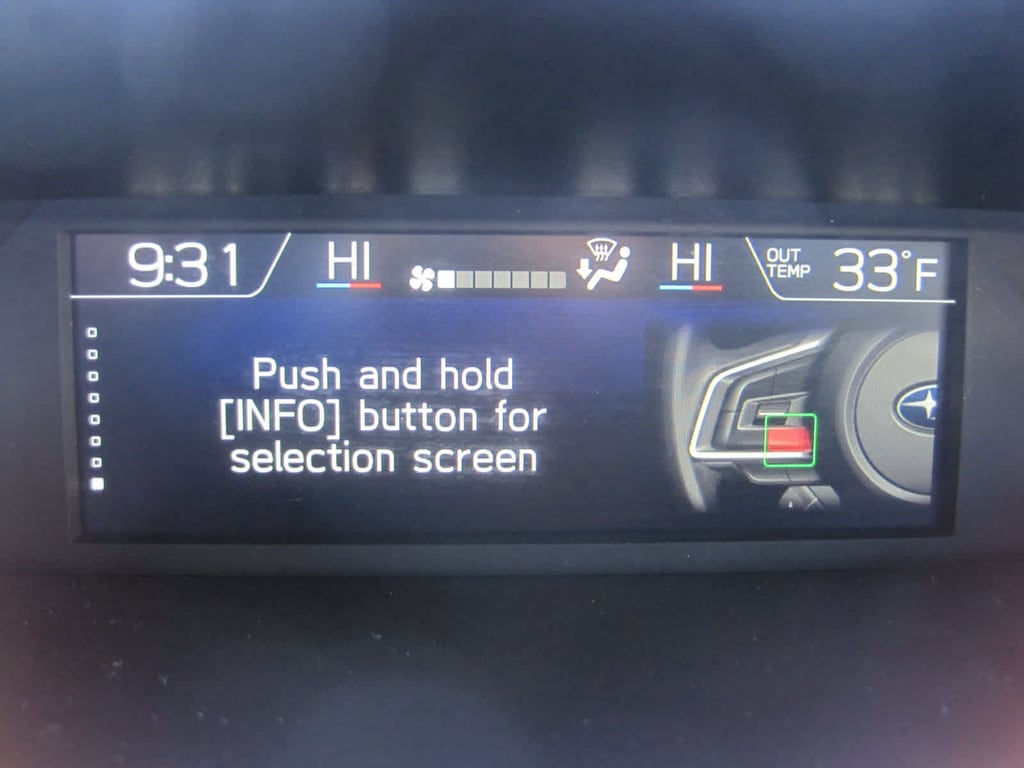 9:31 HI HI OUT TEMP 33°F
Push and hold
[INFO] button for
selection screen